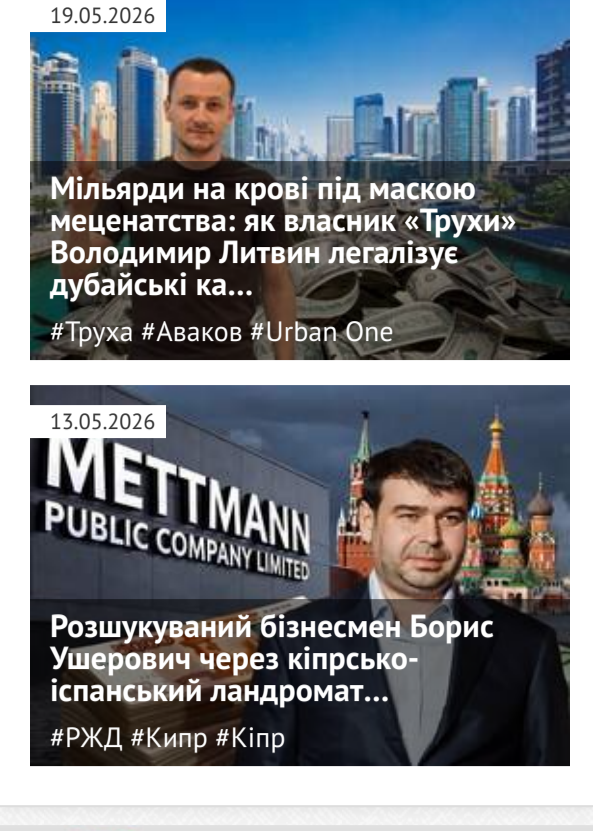 19.05.2026
Мільярди на крові під маскою
меценатства: як власник «Трухи»
Володимир Литвин легалізує
дубайські ка...
#Труха #Аваков #Urban One
13.05.2026
METTMANN
PUBLIC COMPANY LIMITED
Розшукуваний бізнесмен Борис
Ушерович через кіпрсько-
іспанський ландромат...
#РЖД #Кипр #Кіпр